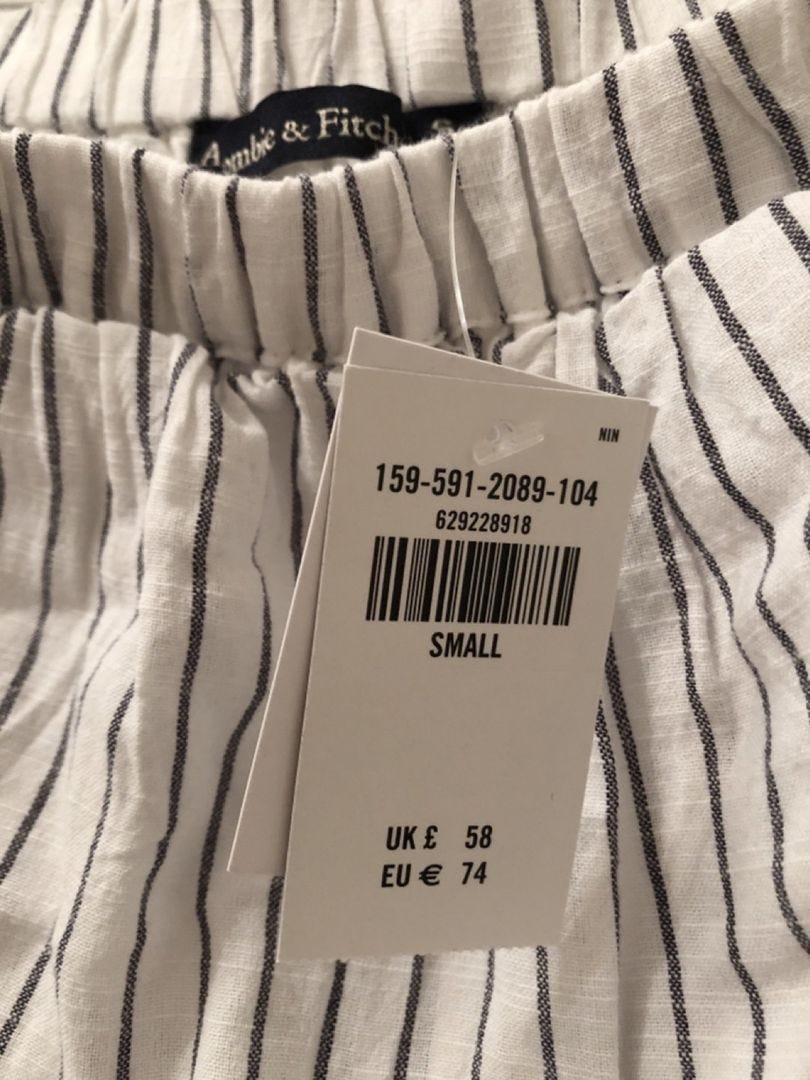 & Fitch
NIN
159-591-2089-104
629228918
SMALL
UK £ 58
EU € 74